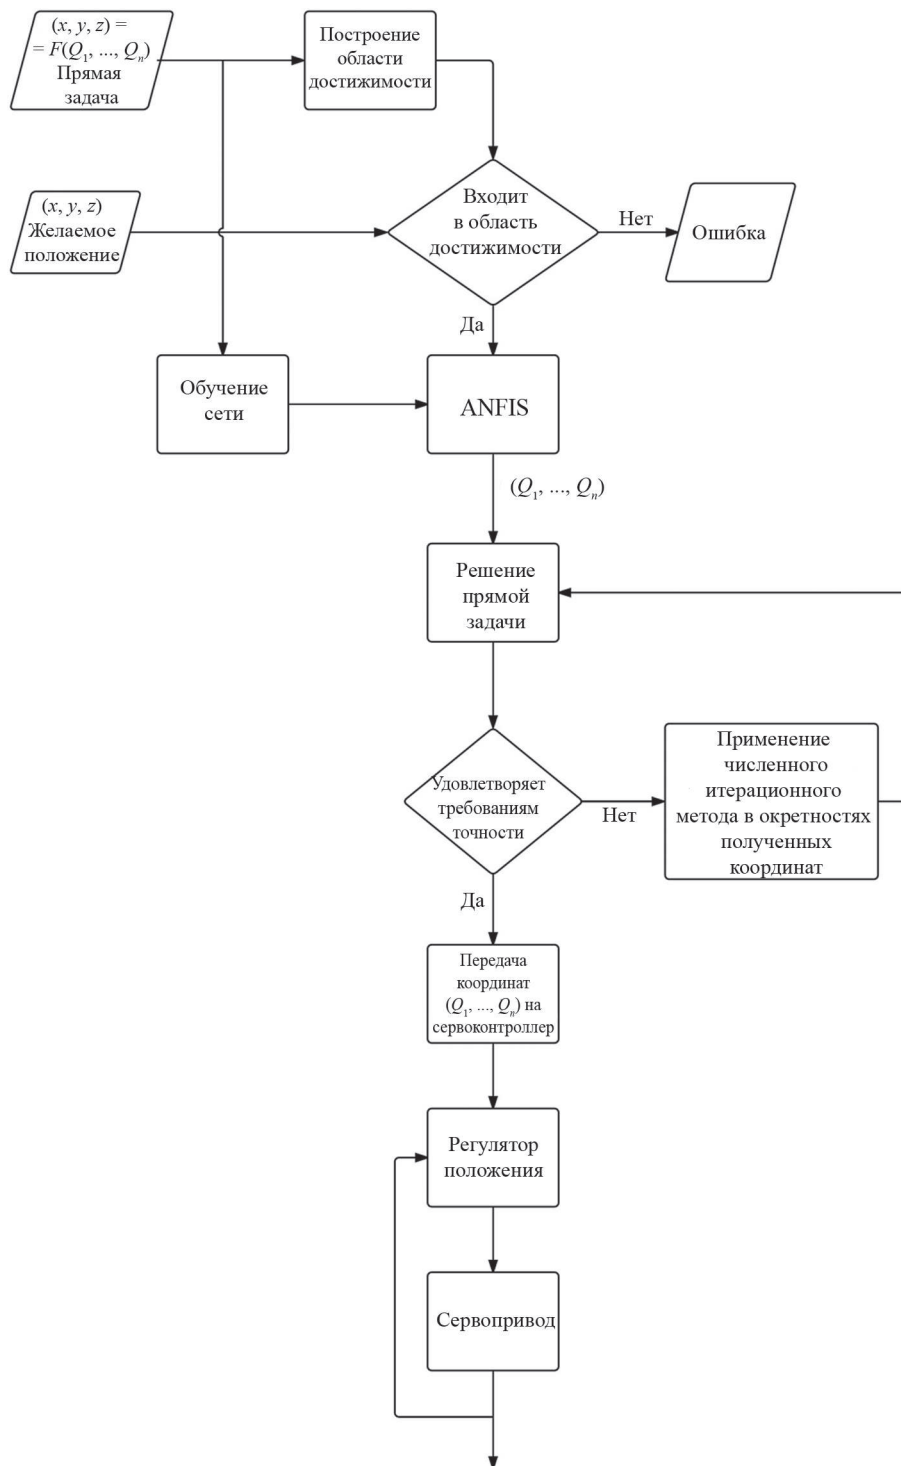 (x, y, z) =
= F(Q₁, ..., Qₙ)
Прямая
задача
Построение
области
достижимости
(x, y, z)
Желаемое
положение
Входит
в область
достижимости
Нет
Ошибка
Да
Обучение
сети
ANFIS
(Q₁, ..., Qₙ)
Решение
прямой
задачи
Удовлетворяет
требованиям
точности
Нет
Применение
численного
итерационного
метода в окретностях
полученных
координат
Да
Передача
координат
(Q₁, ..., Qₙ) на
сервоконтроллер
Регулятор
положения
Сервопривод